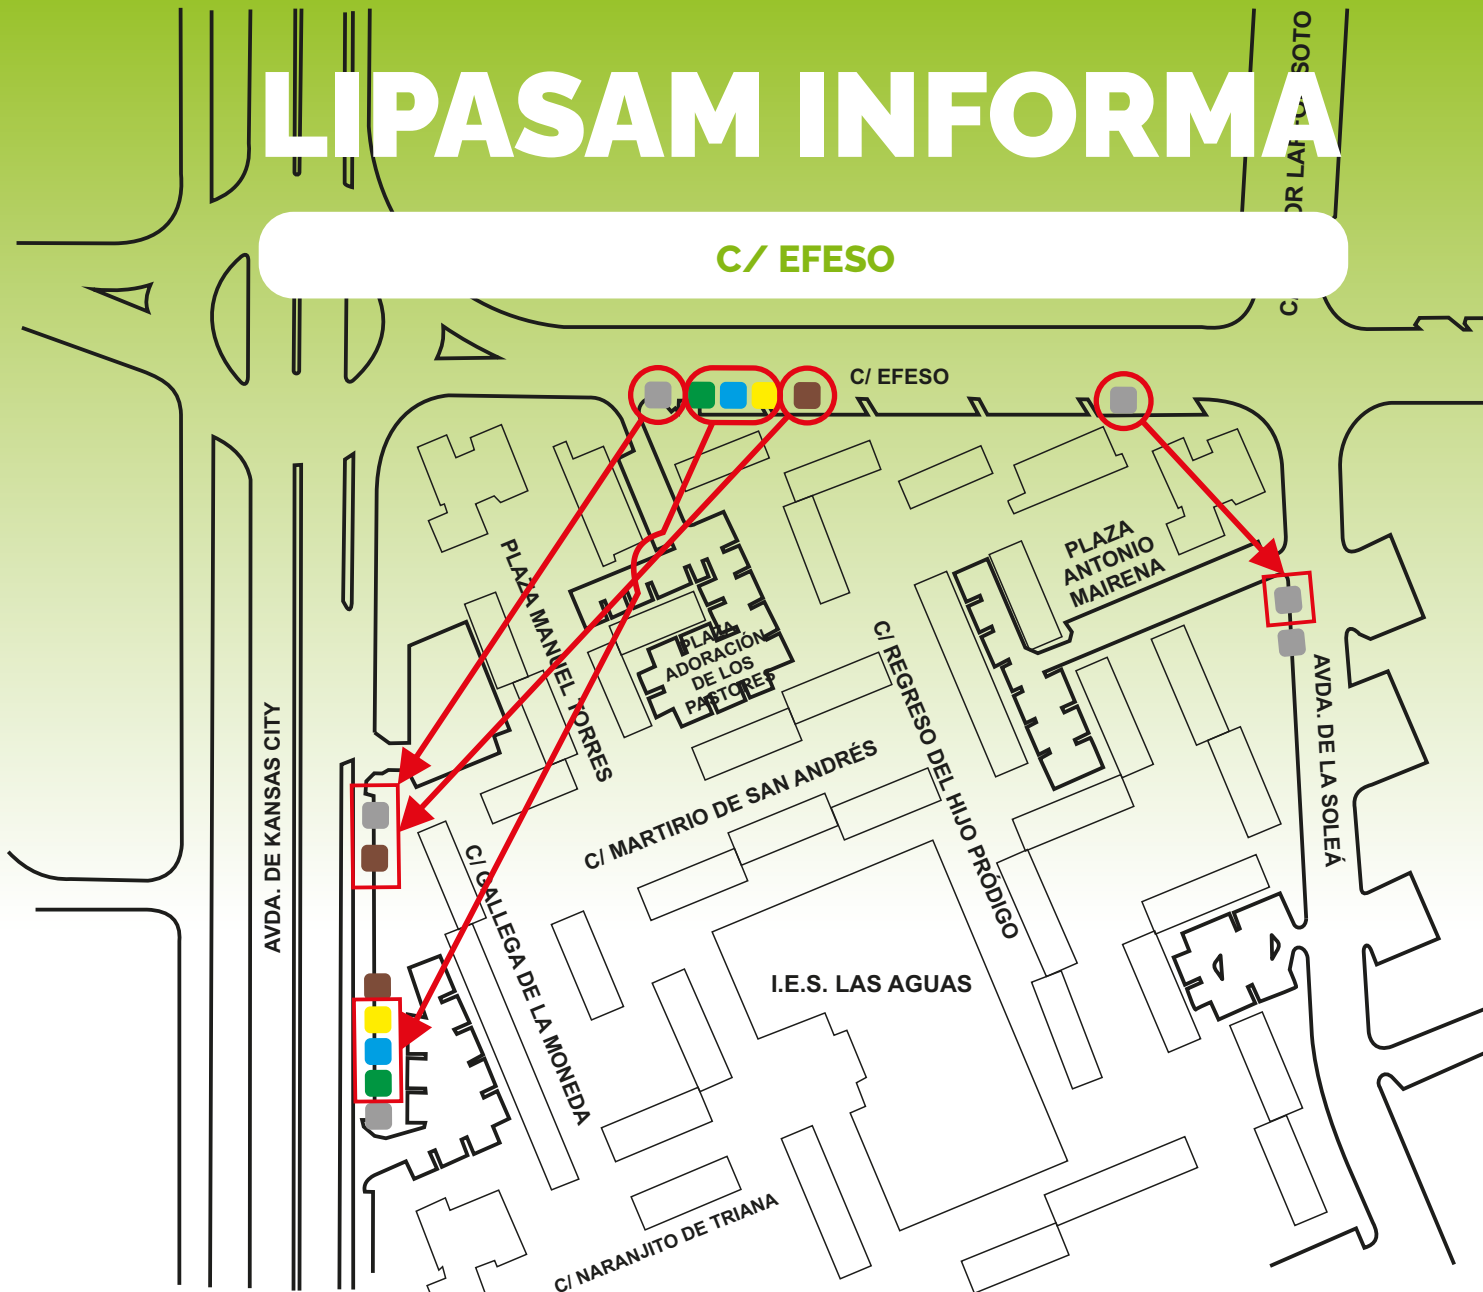 LIPASAM INFORMA
C/ EFESO
SOTO
C/ EFESO
PLAZA
ANTONIO
MAIRENA
PLAZA MANUEL TORRES
PLAZA
ADORACIÓN
DE LOS
PASTORES
C/ REGRESO DEL HIJO PRÓDIGO
AVDA. DE LA SOLEÁ
AVDA. DE KANSAS CITY
C/ MARTIRIO DE SAN ANDRÉS
C/ GALLEGA DE LA MONEDA
I.E.S. LAS AGUAS
C/ NARANJITO DE TRIANA